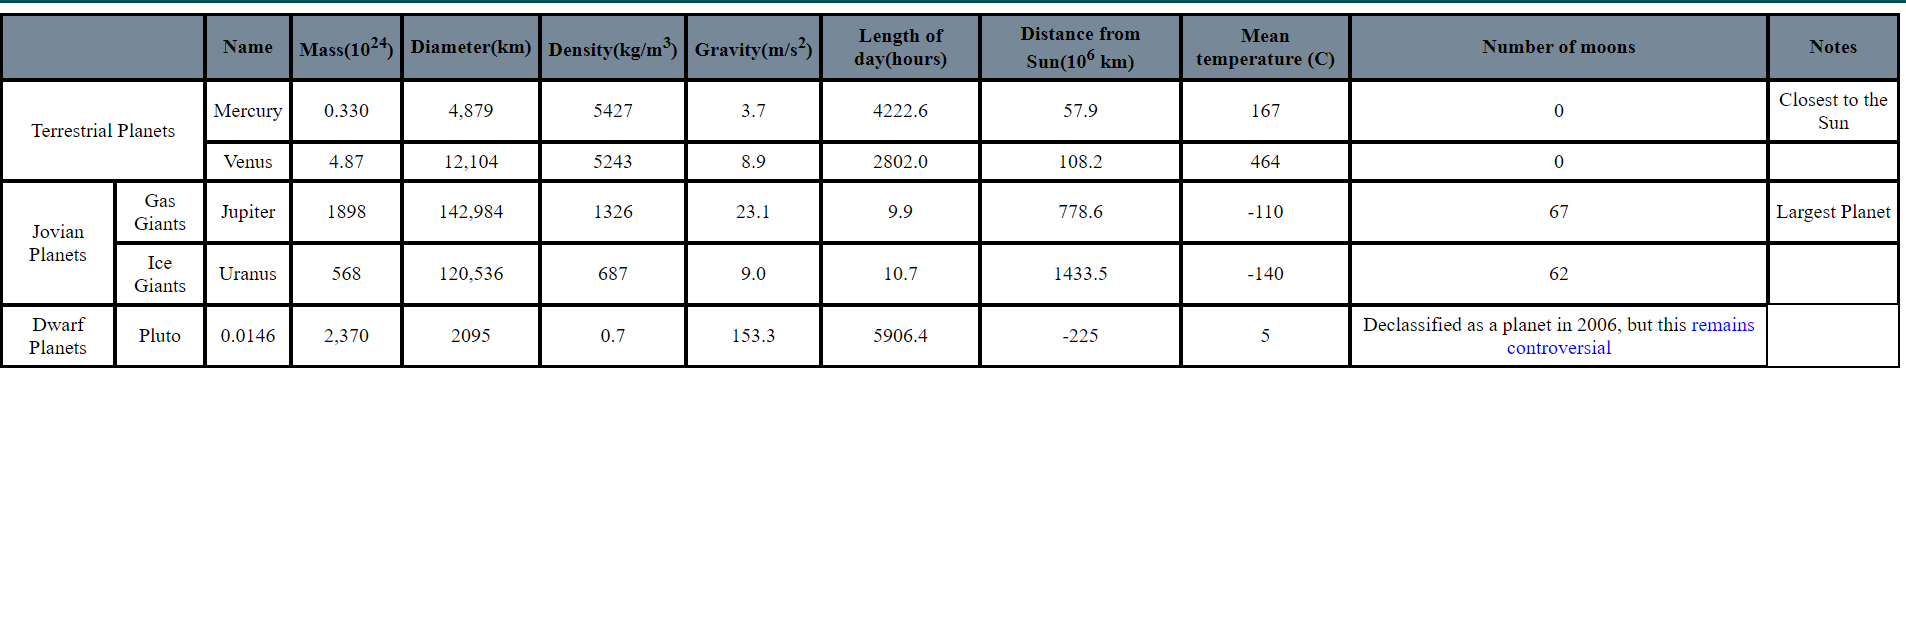 Name Mass(10²⁴) Diameter(km) Density(kg/m³) Gravity(m/s²) Length of day(hours) Distance from Sun(10⁶ km) Mean temperature (C) Number of moons Notes
Terrestrial Planets Mercury 0.330 4,879 5427 3.7 4222.6 57.9 167 0 Closest to the Sun
Venus 4.87 12,104 5243 8.9 2802.0 108.2 464 0
Jovian Planets Gas Giants Jupiter 1898 142,984 1326 23.1 9.9 778.6 -110 67 Largest Planet
Ice Giants Uranus 568 120,536 687 9.0 10.7 1433.5 -140 62
Dwarf Planets Pluto 0.0146 2,370 2095 0.7 153.3 5906.4 -225 5 Declassified as a planet in 2006, but this remains controversial